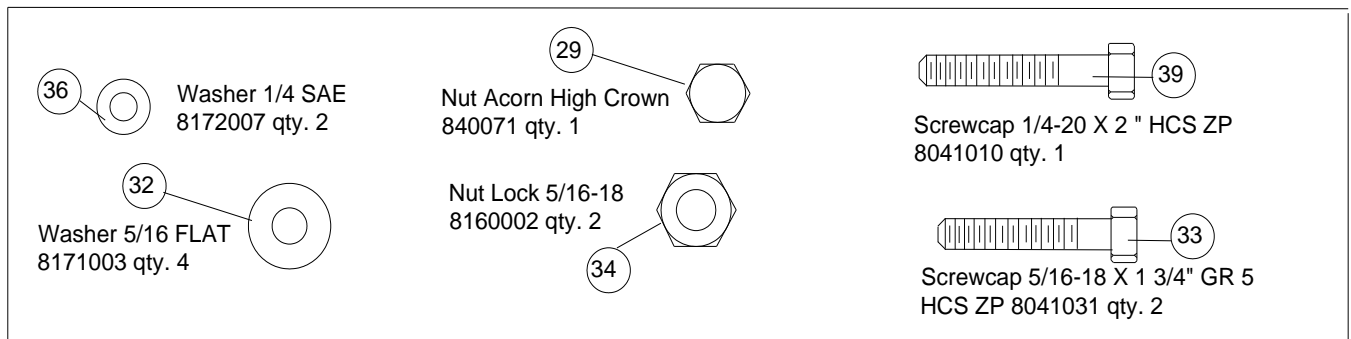 36
Washer 1/4 SAE
8172007 qty. 2
32
Washer 5/16 FLAT
8171003 qty. 4
29
Nut Acorn High Crown
840071 qty. 1
Nut Lock 5/16-18
8160002 qty. 2
34
39
Screwcap 1/4-20 X 2 " HCS ZP
8041010 qty. 1
33
Screwcap 5/16-18 X 1 3/4" GR 5
HCS ZP 8041031 qty. 2